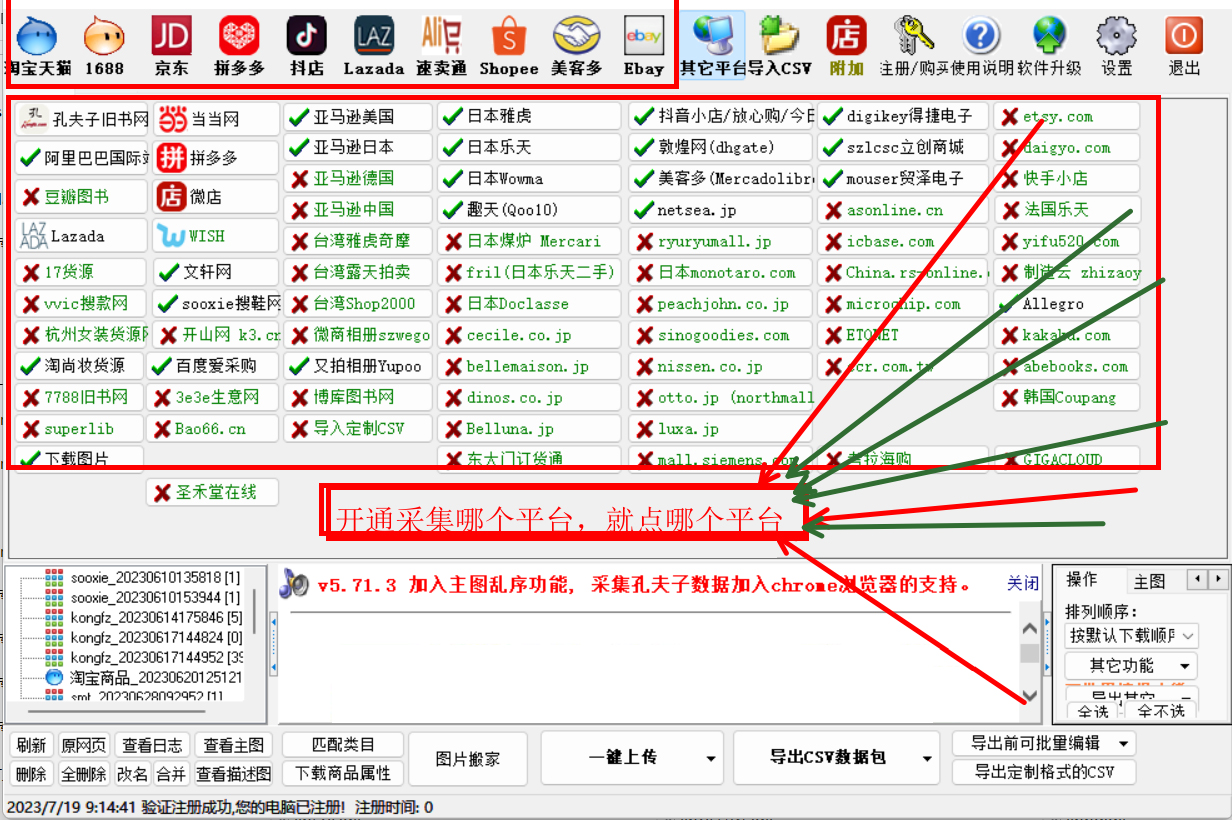 淘宝天猫 1688 京东 拼多多 抖店 Lazada 速卖通 Shopee 美客多 Ebay 其它平台 导入CSV 附加 注册/购买 使用说明 软件升级 设置 退出
孔夫子旧书网 当当网 亚马逊美国 日本雅虎 抖音小店/放心购/今日 digikey得捷电子 etsy.com
阿里巴巴国际站 拼多多 亚马逊日本 日本乐天 敦煌网(dhgate) szlcsc立创商城 daigyo.com
豆瓣图书 微店 亚马逊德国 日本Wowma 美客多(Mercadolibr mouser贸泽电子 快手小店
Lazada WISH 亚马逊中国 趣天(Qoo10) netsea.jp asonline.cn 法国乐天
台湾雅虎奇摩 日本煤炉 Mercari ryuryumall.jp icbase.com yifu520.com
17货源 文轩网 台湾露天拍卖 fril(日本乐天二手) 日本monotaro.com China.rs-online. 制造云 zhizaoy
vvic搜款网 sooxie搜鞋网 台湾Shop2000 日本Doclasse peachjohn.co.jp microchip.com Allegro
杭州女装货源网 开山网 k3.cn 微商相册szwego cecile.co.jp sinogoodies.com kakaku.com
淘尚妆货源 百度爱采购 又拍相册Yupoo bellemaison.jp nissen.co.jp abebooks.com
7788旧书网 3e3e生意网 博库图书网 dinos.co.jp otto.jp (northmall 韩国Coupang
superlib Bao66.cn 导入定制CSV Belluna.jp luxa.jp
下载图片 东大门订货通 mall.siemens.com 考拉海购 GIGACLOUD
圣禾堂在线
开通采集哪个平台，就点哪个平台
sooxie_20230610135818 [1]
sooxie_20230610153944 [1]
kongfz_20230614175846 [5]
kongfz_20230617144824 [0]
kongfz_20230617144952 [39
淘宝商品_20230620125121
smt_20230628092952 [1]
v5.71.3 加入主图乱序功能, 采集孔夫子数据加入chrome浏览器的支持。 关闭
操作 主图
排列顺序：
按默认下载顺序
其它功能
导出其它
全选 全不选
刷新 原网页 查看日志 查看主图 匹配类目 图片搬家 一键上传 导出CSV数据包 导出前可批量编辑
删除 全删除 改名 合并 查看描述图 下载商品属性 导出定制格式的CSV
2023/7/19 9:14:41 验证注册成功,您的电脑已注册! 注册时间: 0